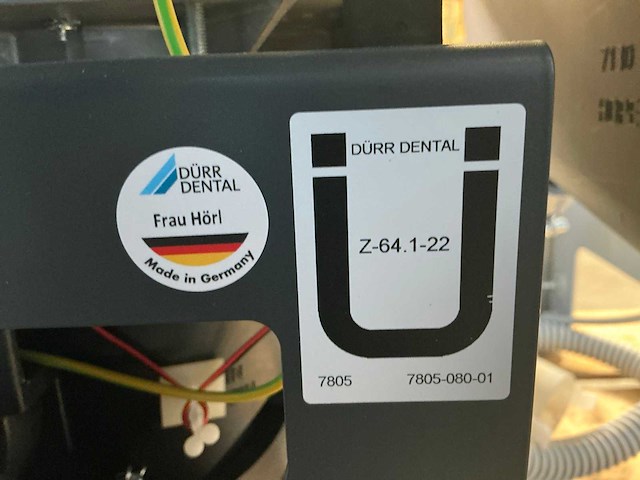 DÜRR
DENTAL
Frau Hörl
Made in Germany
DÜRR DENTAL
Z-64.1-22
7805
7805-080-01